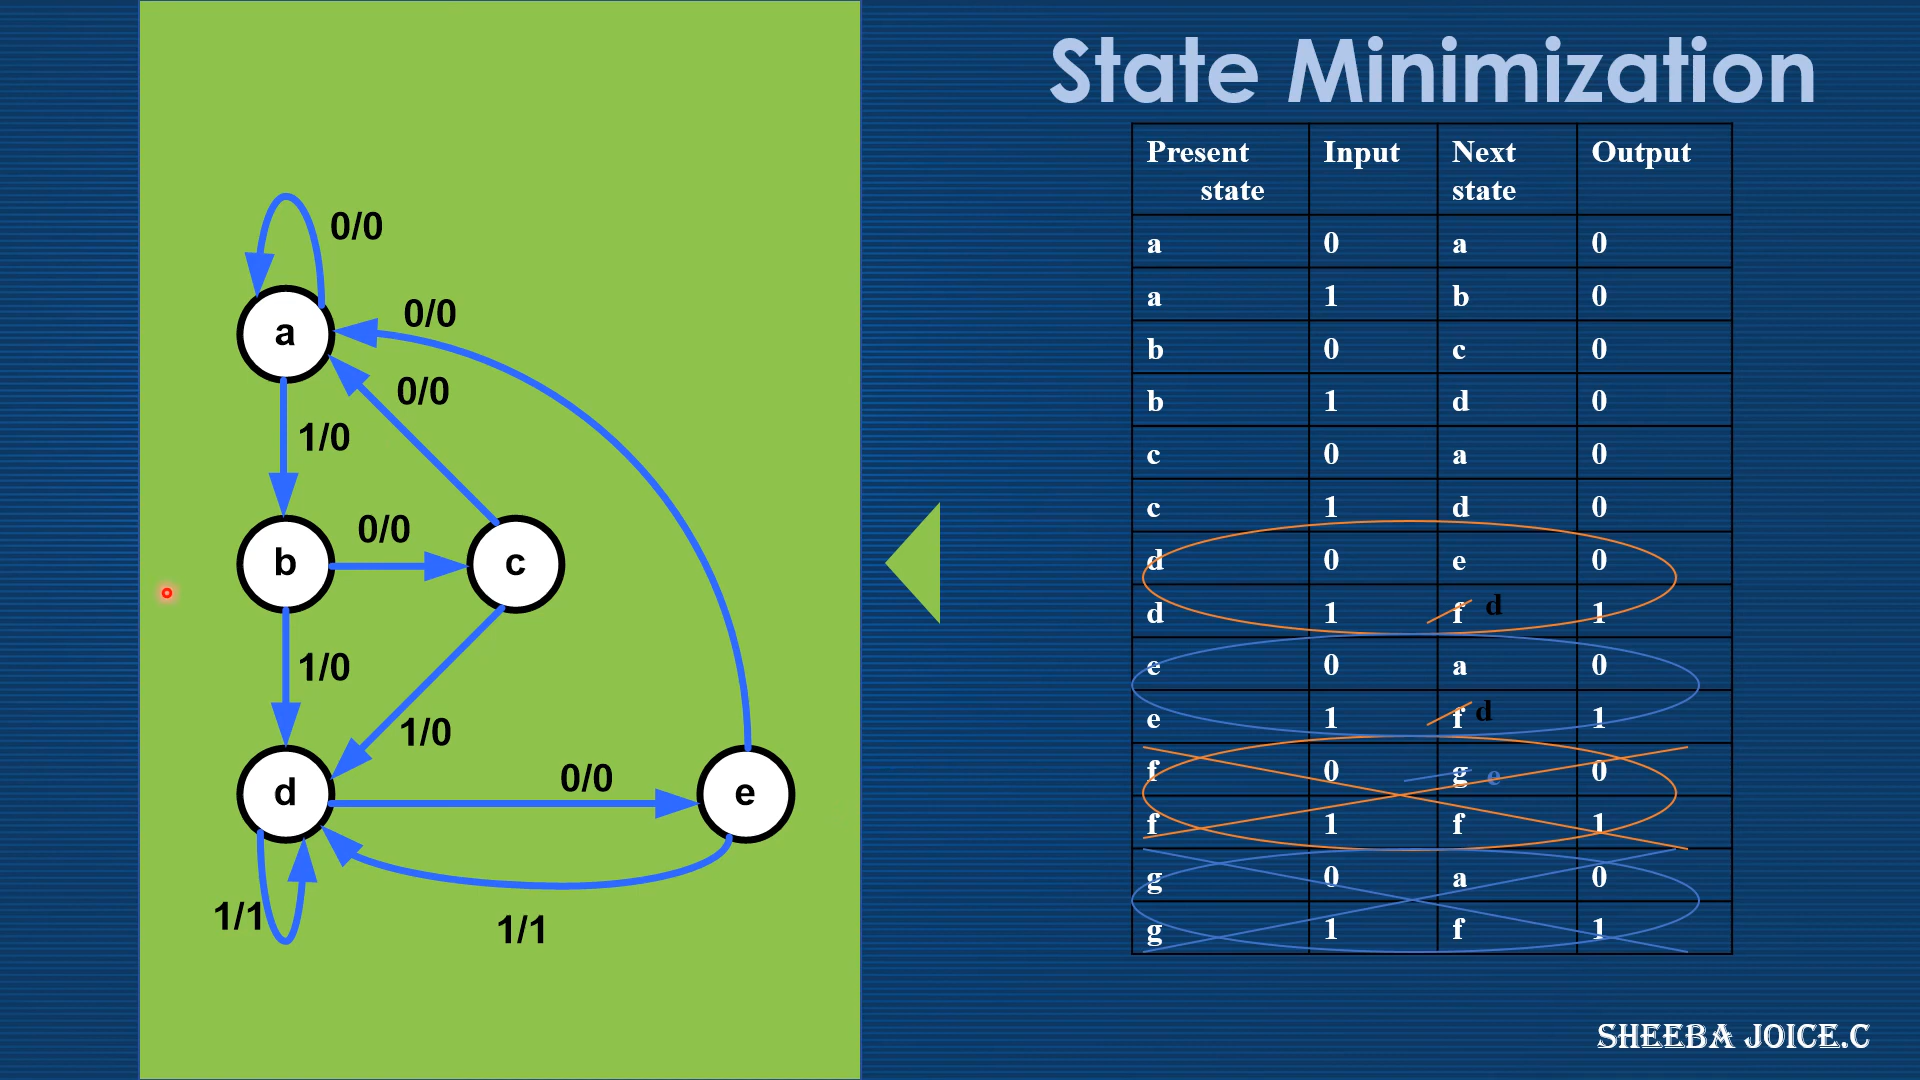 State Minimization
0/0
a
0/0
0/0
1/0
b
0/0
c
1/0
1/0
d
0/0
e
1/1
1/1
Present state Input Next state Output
a 0 a 0
a 1 b 0
b 0 c 0
b 1 d 0
c 0 a 0
c 1 d 0
d 0 e 0
d 1 f d 1
e 0 a 0
e 1 f d 1
f 0 g e 0
f 1 f 1
g 0 a 0
g 1 f 1
SHEEBA JOICE.C